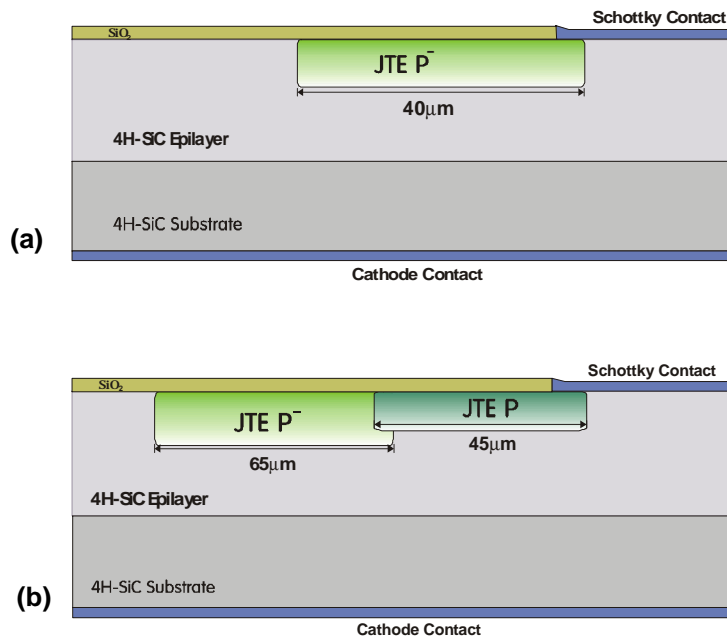 Schottky Contact
SiO₂
JTE P⁻
40μm
4H-SiC Epilayer
4H-SiC Substrate
(a)
Cathode Contact
Schottky Contact
SiO₂
JTE P⁻
JTE P
45μm
65μm
4H-SiC Epilayer
4H-SiC Substrate
(b)
Cathode Contact